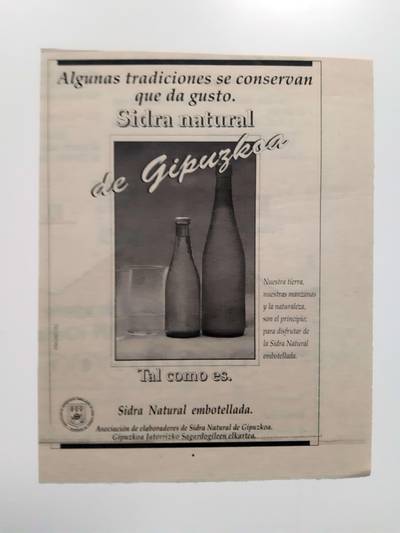 Algunas tradiciones se conservan
que da gusto.
Sidra natural
de Gipuzkoa
Nuestra tierra,
nuestras manzanas
y la naturaleza,
son el principio;
para disfrutar de
la Sidra Natural
embotellada.
Tal como es.
Sidra Natural embotellada.
Asociación de elaboradores de Sidra Natural de Gipuzkoa.
Gipuzkoa Jatorrizko Sagardogileen elkartea.